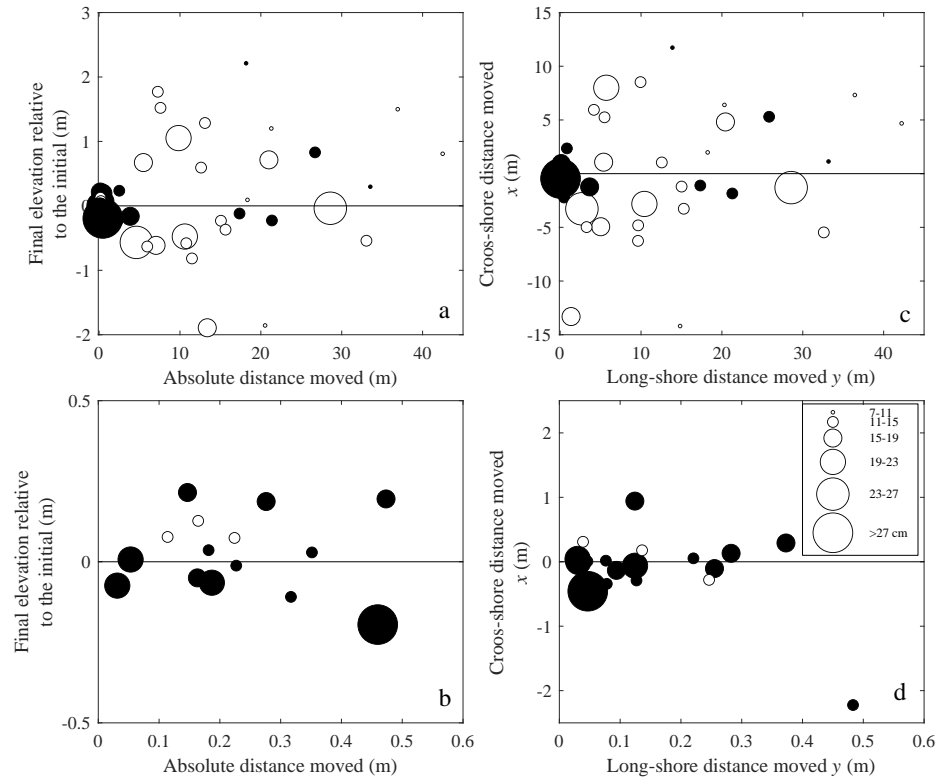 3
2
1
0
-1
-2
Final elevation relative
to the initial (m)
a
0
10
20
30
40
Absolute distance moved (m)
15
10
5
0
-5
-10
-15
Croos-shore distance moved
x (m)
c
0
10
20
30
40
Long-shore distance moved y (m)
0.5
0
-0.5
Final elevation relative
to the initial (m)
b
0
0.1
0.2
0.3
0.4
0.5
0.6
Absolute distance moved (m)
2
1
0
-1
-2
Croos-shore distance moved
x (m)
7-11
11-15
15-19
19-23
23-27
>27 cm
d
0
0.1
0.2
0.3
0.4
0.5
0.6
Long-shore distance moved y (m)